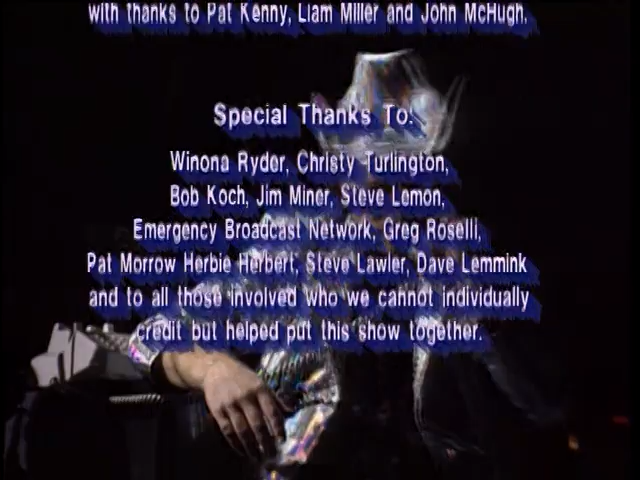 with thanks to Pat Kenny, Liam Miller and John McHugh.
Special Thanks To:
Winona Ryder, Christy Turlington,
Bob Koch, Jim Miner, Steve Lemon,
Emergency Broadcast Network, Greg Roselli,
Pat Morrow Herbie Herbert, Steve Lawler, Dave Lemmink
and to all those involved who we cannot individually
credit but helped put this show together.